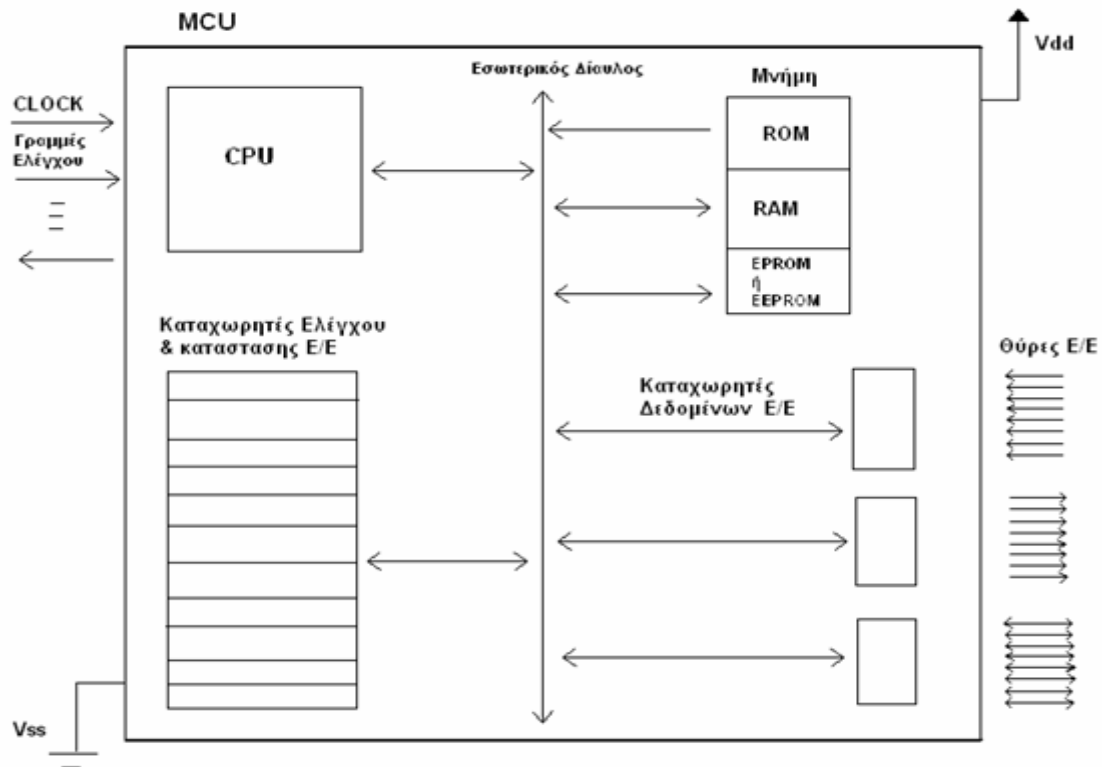 MCU
Vdd
Εσωτερικός Δίαυλος
Μνήμη
CLOCK
Γραμμές
Ελέγχου
CPU
ROM
RAM
EPROM
ή
EEPROM
Καταχωρητές Ελέγχου
& καταστασης Ε/Ε
Θύρες Ε/Ε
Καταχωρητές
Δεδομένων Ε/Ε
Vss